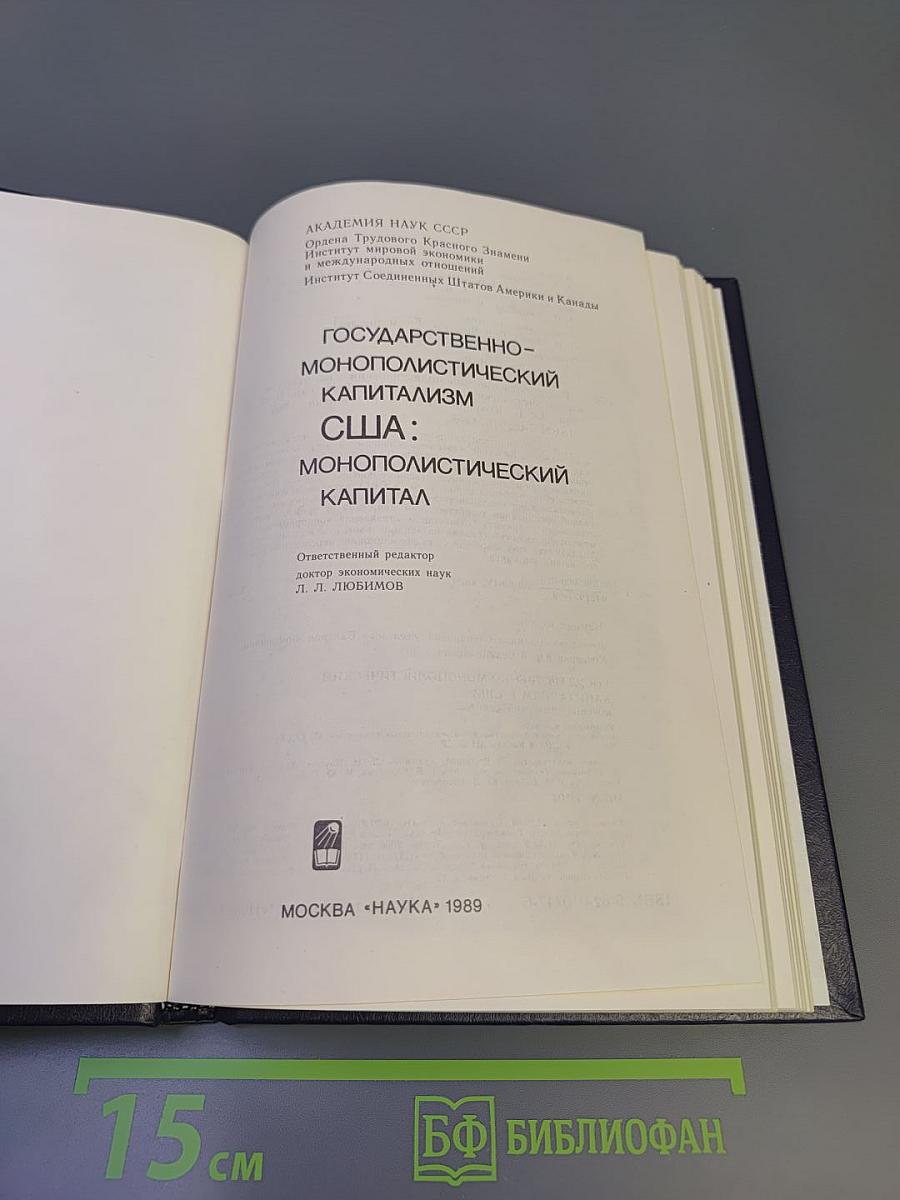 АКАДЕМИЯ НАУК СССР
Ордена Трудового Красного Знамени
Институт мировой экономики
и международных отношений
Институт Соединенных Штатов Америки и Канады
ГОСУДАРСТВЕННО-
МОНОПОЛИСТИЧЕСКИЙ
КАПИТАЛИЗМ
США:
МОНОПОЛИСТИЧЕСКИЙ
КАПИТАЛ
Ответственный редактор
доктор экономических наук
Л. Л. ЛЮБИМОВ
МОСКВА «НАУКА» 1989
15 см
БФ БИБЛИОФАН